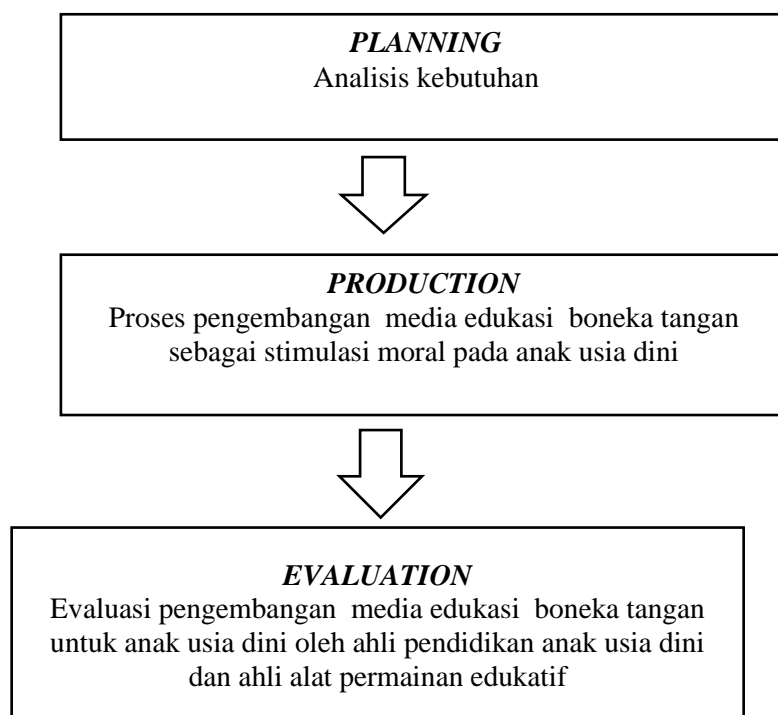 PLANNING
Analisis kebutuhan
PRODUCTION
Proses pengembangan media edukasi boneka tangan
sebagai stimulasi moral pada anak usia dini
EVALUATION
Evaluasi pengembangan media edukasi boneka tangan
untuk anak usia dini oleh ahli pendidikan anak usia dini
dan ahli alat permainan edukatif